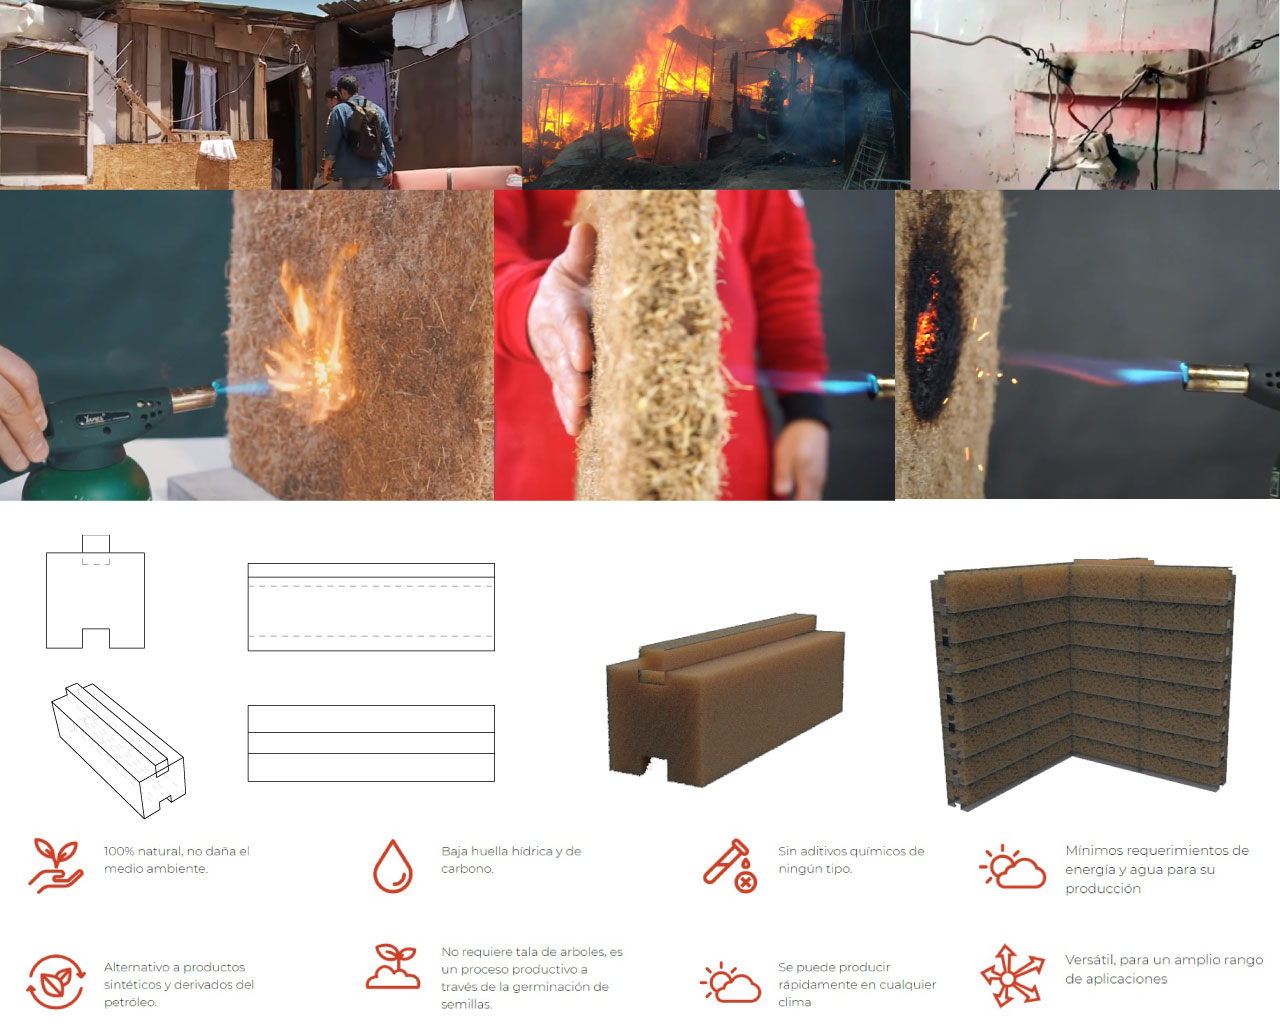 100% natural, no daña el
medio ambiente.
Baja huella hídrica y de
carbono.
Sin aditivos químicos de
ningún tipo.
Mínimos requerimientos de
energía y agua para su
producción
Alternativo a productos
sintéticos y derivados del
petróleo.
No requiere tala de arboles, es
un proceso productivo a
través de la germinación de
semillas.
Se puede producir
rápidamente en cualquier
clima
Versátil, para un amplio rango
de aplicaciones